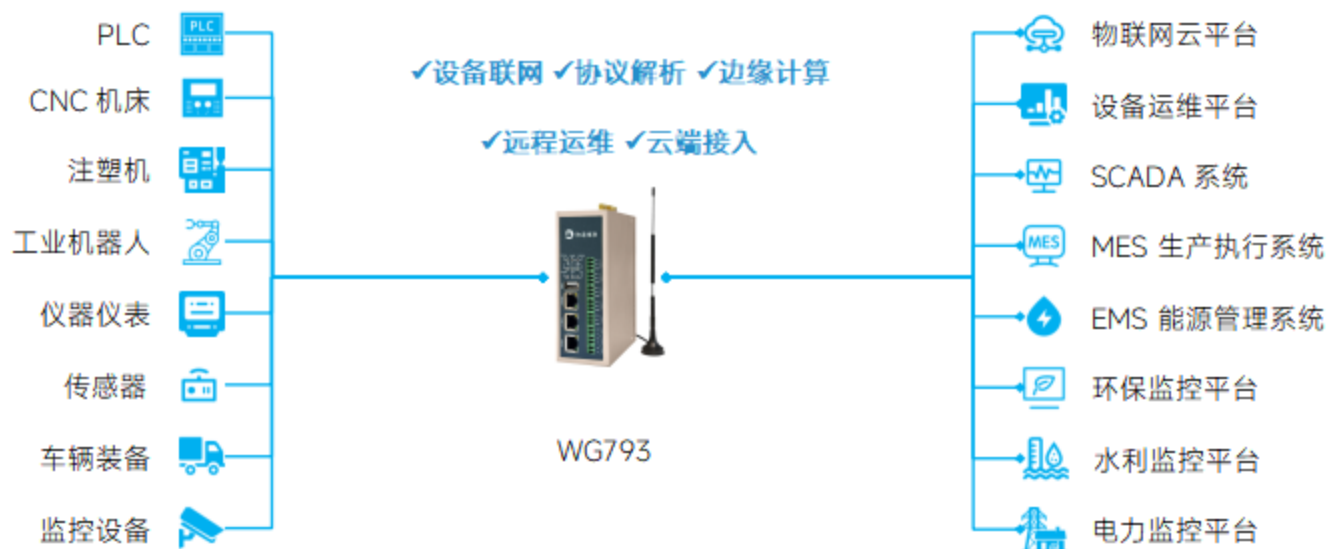 PLC
PLC
CNC 机床
注塑机
工业机器人
仪器仪表
传感器
车辆装备
监控设备
✓设备联网 ✓协议解析 ✓边缘计算
✓远程运维 ✓云端接入
WG793
物联网云平台
设备运维平台
SCADA 系统
MES
MES 生产执行系统
EMS 能源管理系统
环保监控平台
水利监控平台
电力监控平台